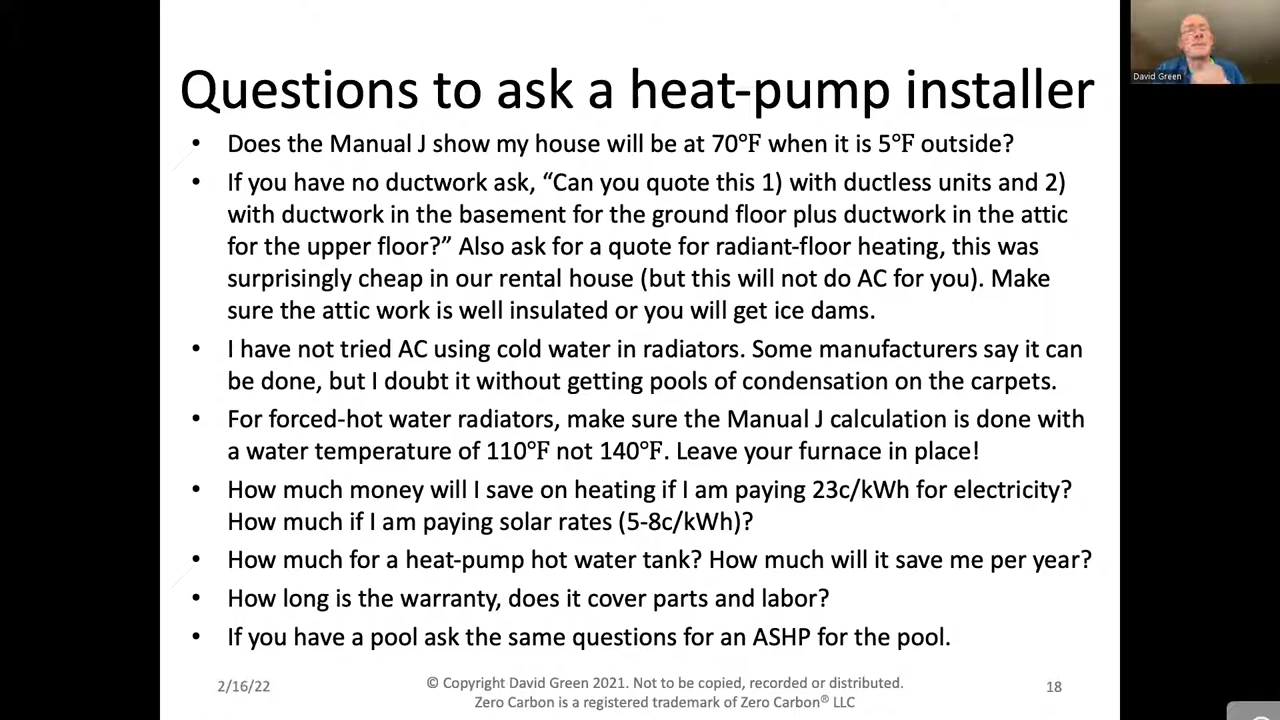 David Green
Questions to ask a heat-pump installer
• Does the Manual J show my house will be at 70°F when it is 5°F outside?
• If you have no ductwork ask, “Can you quote this 1) with ductless units and 2)
with ductwork in the basement for the ground floor plus ductwork in the attic
for the upper floor?” Also ask for a quote for radiant-floor heating, this was
surprisingly cheap in our rental house (but this will not do AC for you). Make
sure the attic work is well insulated or you will get ice dams.
• I have not tried AC using cold water in radiators. Some manufacturers say it can
be done, but I doubt it without getting pools of condensation on the carpets.
• For forced-hot water radiators, make sure the Manual J calculation is done with
a water temperature of 110°F not 140°F. Leave your furnace in place!
• How much money will I save on heating if I am paying 23c/kWh for electricity?
How much if I am paying solar rates (5-8c/kWh)?
• How much for a heat-pump hot water tank? How much will it save me per year?
• How long is the warranty, does it cover parts and labor?
• If you have a pool ask the same questions for an ASHP for the pool.
2/16/22
© Copyright David Green 2021. Not to be copied, recorded or distributed.
Zero Carbon is a registered trademark of Zero Carbon® LLC
18